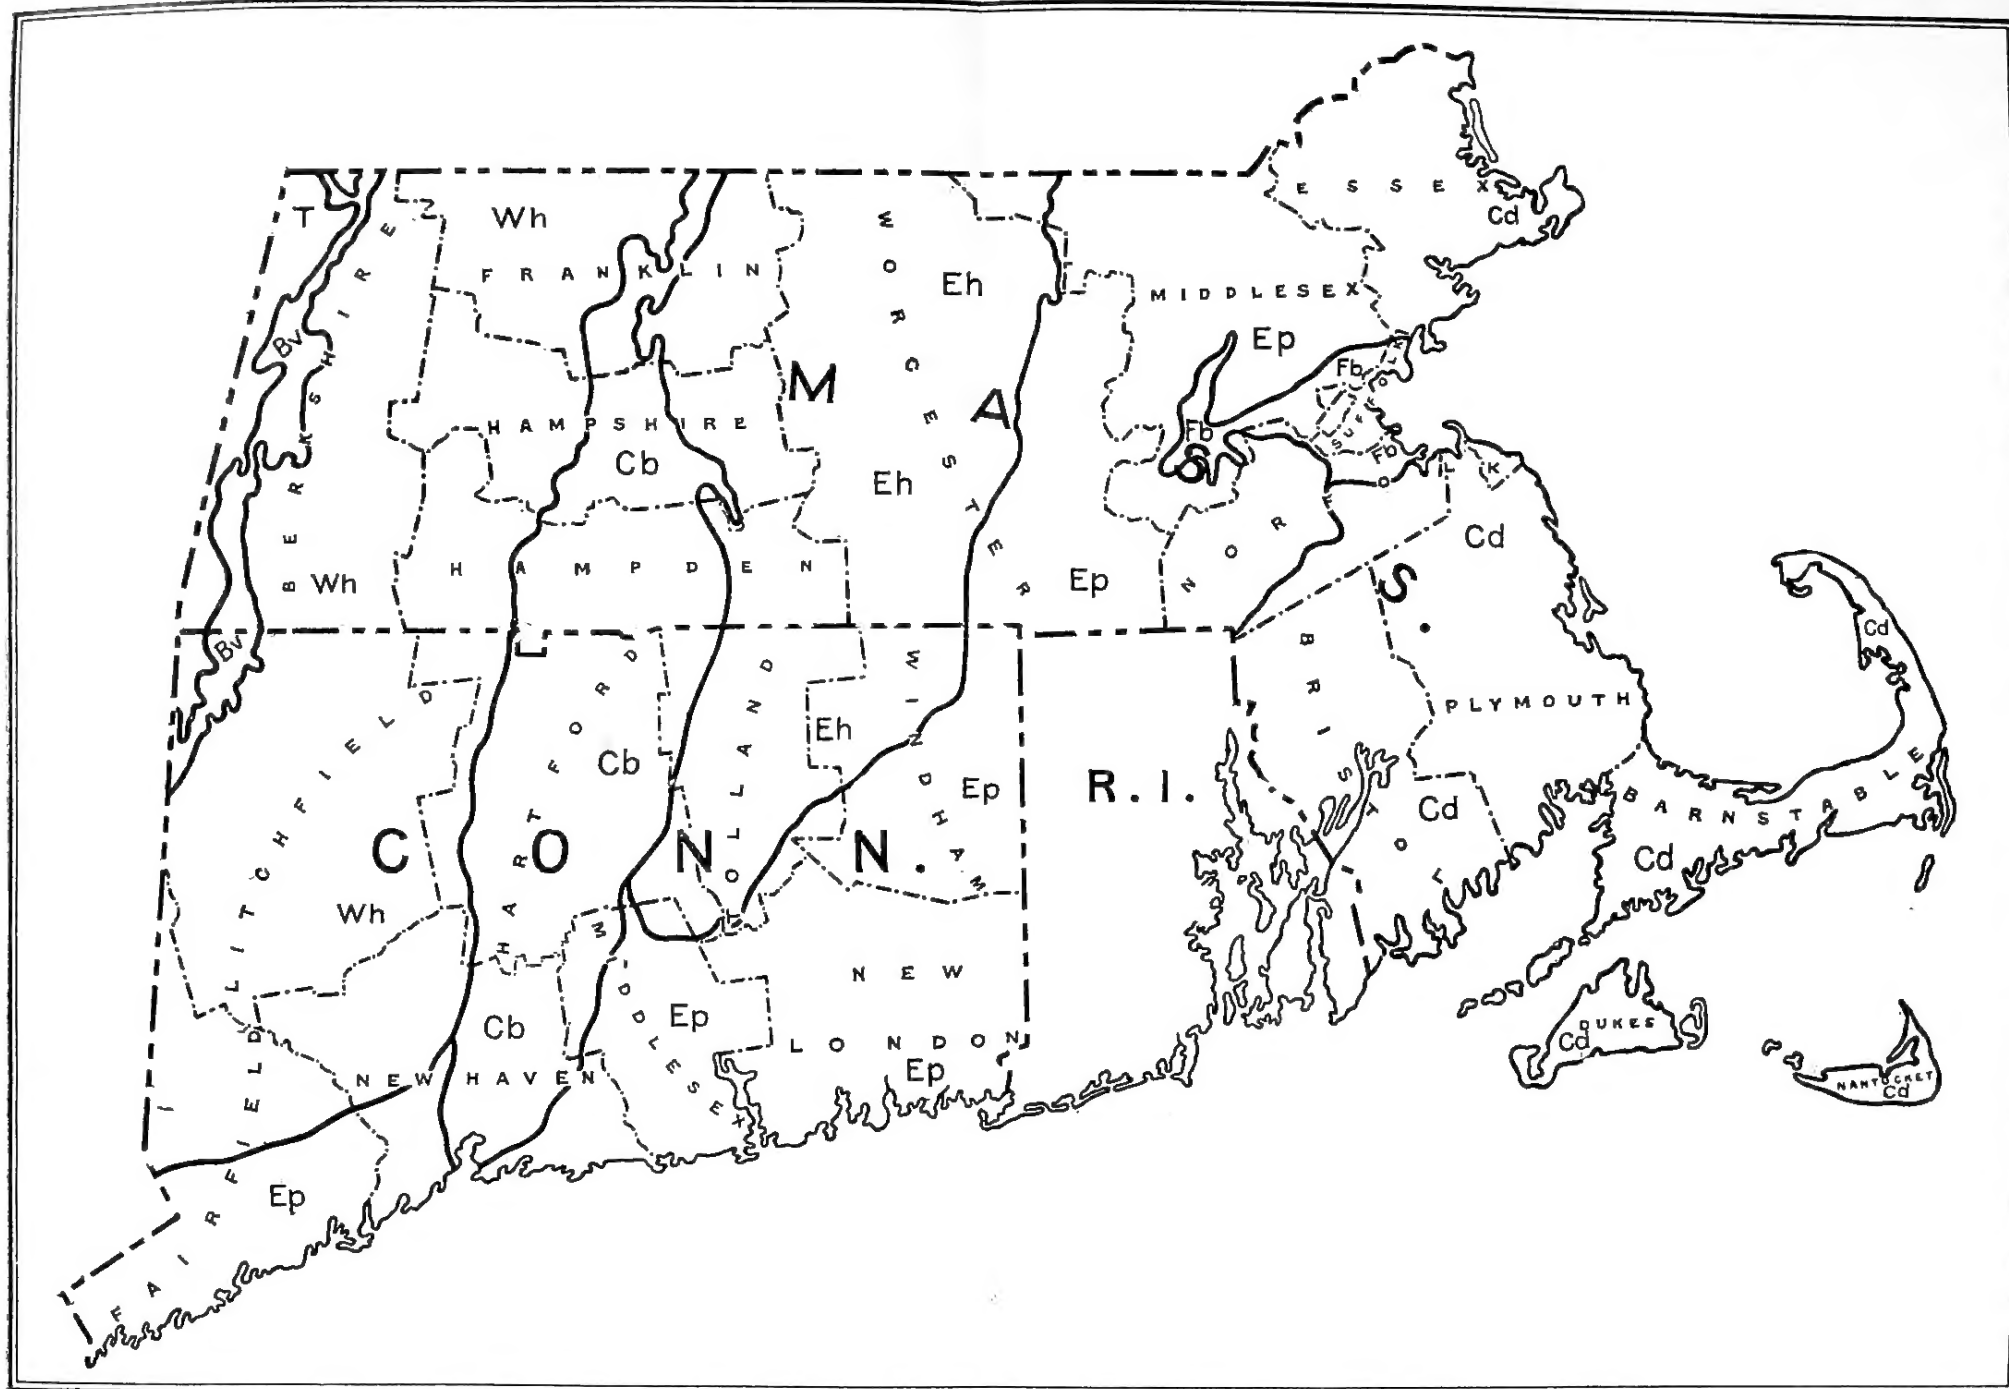 T
Wh
ESSEX
Cd
BERKSHIRE
FRANKLIN
WORCESTER
Eh
MIDDLESEX
Ep
Bv
Fb
MASS.
HAMPSHIRE
Cb
Eh
Fb
SUFFOLK
Fb
NORFOLK
Cd
Wh
HAMPDEN
Ep
Bv
BRISTOL
PLYMOUTH
Cd
LITCHFIELD
HARTFORD
Cb
TOLLAND
Eh
WINDHAM
Ep
R.I.
Cd
BARNSTABLE
Cd
CONN.
Wh
NEW
LONDON
Ep
MIDDLESEX
Ep
Cb
NEW HAVEN
DUKES
Cd
NANTUCKET
Cd
FAIRFIELD
Ep